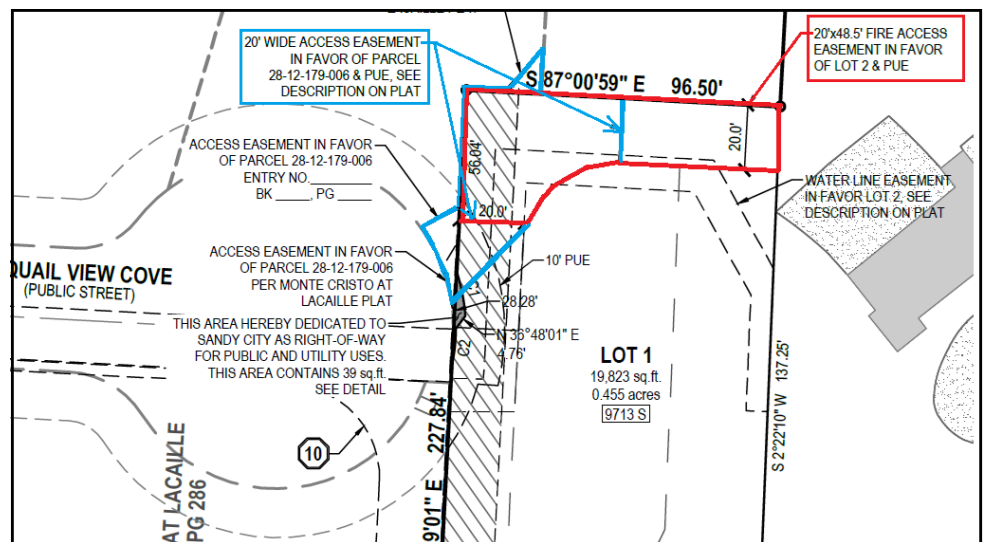 20' WIDE ACCESS EASEMENT
IN FAVOR OF PARCEL
28-12-179-006 & PUE, SEE
DESCRIPTION ON PLAT
20'x48.5' FIRE ACCESS
EASEMENT IN FAVOR
OF LOT 2 & PUE
S 87°00'59" E 96.50'
20.0'
56.84'
20.0'
ACCESS EASEMENT IN FAVOR
OF PARCEL 28-12-179-006
ENTRY NO.______
BK ____, PG ____
WATER LINE EASEMENT
IN FAVOR LOT 2, SEE
DESCRIPTION ON PLAT
ACCESS EASEMENT IN FAVOR
OF PARCEL 28-12-179-006
PER MONTE CRISTO AT
LACAILLE PLAT
QUAIL VIEW COVE
(PUBLIC STREET)
10' PUE
28.28'
THIS AREA HEREBY DEDICATED TO
SANDY CITY AS RIGHT-OF-WAY
FOR PUBLIC AND UTILITY USES.
THIS AREA CONTAINS 39 sq.ft.
SEE DETAIL
N 36°48'01" E
4.76'
C2
LOT 1
19,823 sq.ft.
0.455 acres
9713 S
S 2°22'10" W 137.25'
227.84'
9'01" E
10
AT LACAILLE
PG 286